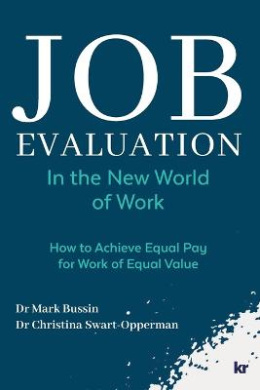 JOB
EVALUATION
In the New World
of Work
How to Achieve Equal Pay
for Work of Equal Value
Dr Mark Bussin
Dr Christina Swart-Opperman
kr